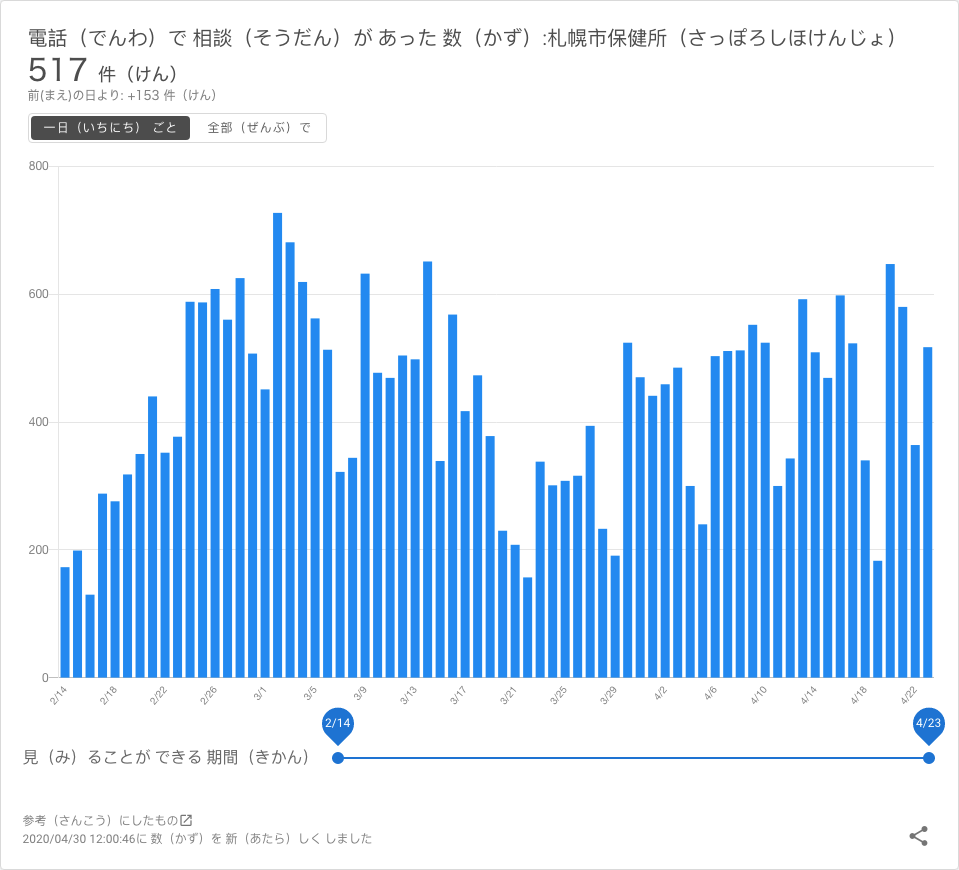 電話（でんわ）で 相談（そうだん）が あった 数（かず）:札幌市保健所（さっぽろしほけんじょ）
517 件（けん）
前(まえ)の日より: +153 件（けん）
一日（いちにち） ごと 全部（ぜんぶ）で
800
600
400
200
0
2/14 2/18 2/22 2/26 3/1 3/5 3/9 3/13 3/17 3/21 3/25 3/29 4/2 4/6 4/10 4/14 4/18 4/22
2/14 4/23
見（み）ることが できる 期間（きかん）
参考（さんこう）にしたもの
2020/04/30 12:00:46に 数（かず）を 新（あたら）しく しました